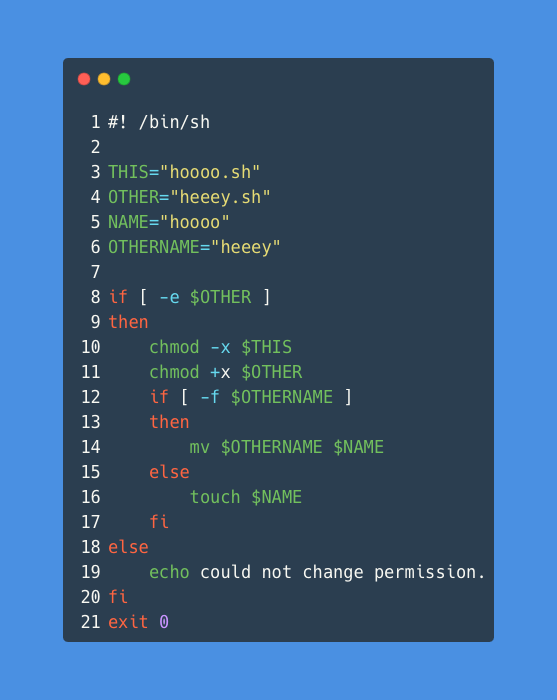 1 #! /bin/sh
2
3 THIS="hoooo.sh"
4 OTHER="heeey.sh"
5 NAME="hoooo"
6 OTHERNAME="heeey"
7
8 if [ -e $OTHER ]
9 then
10     chmod -x $THIS
11     chmod +x $OTHER
12     if [ -f $OTHERNAME ]
13     then
14         mv $OTHERNAME $NAME
15     else
16         touch $NAME
17     fi
18 else
19     echo could not change permission.
20 fi
21 exit 0